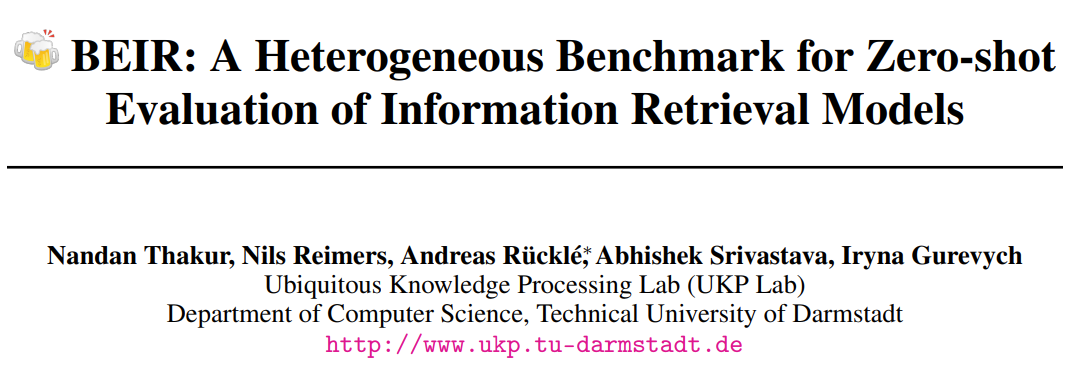 BEIR: A Heterogeneous Benchmark for Zero-shot
Evaluation of Information Retrieval Models
Nandan Thakur, Nils Reimers, Andreas Rücklé,* Abhishek Srivastava, Iryna Gurevych
Ubiquitous Knowledge Processing Lab (UKP Lab)
Department of Computer Science, Technical University of Darmstadt
http://www.ukp.tu-darmstadt.de